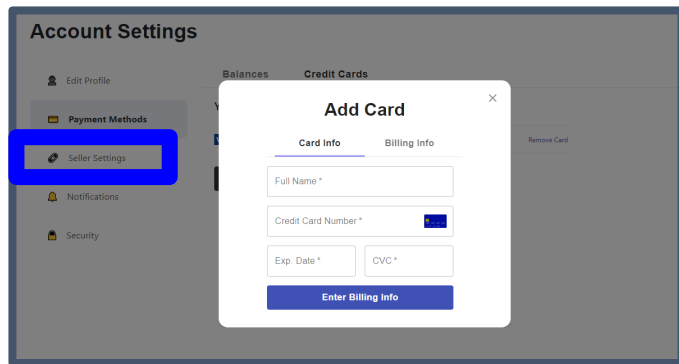 Account Settings
Edit Profile
Balances
Credit Cards
Y
Add Card
×
Payment Methods
Card Info
Billing Info
Remove Card
Seller Settings
Full Name *
Notifications
Credit Card Number *
Security
Exp. Date *
CVC *
Enter Billing Info